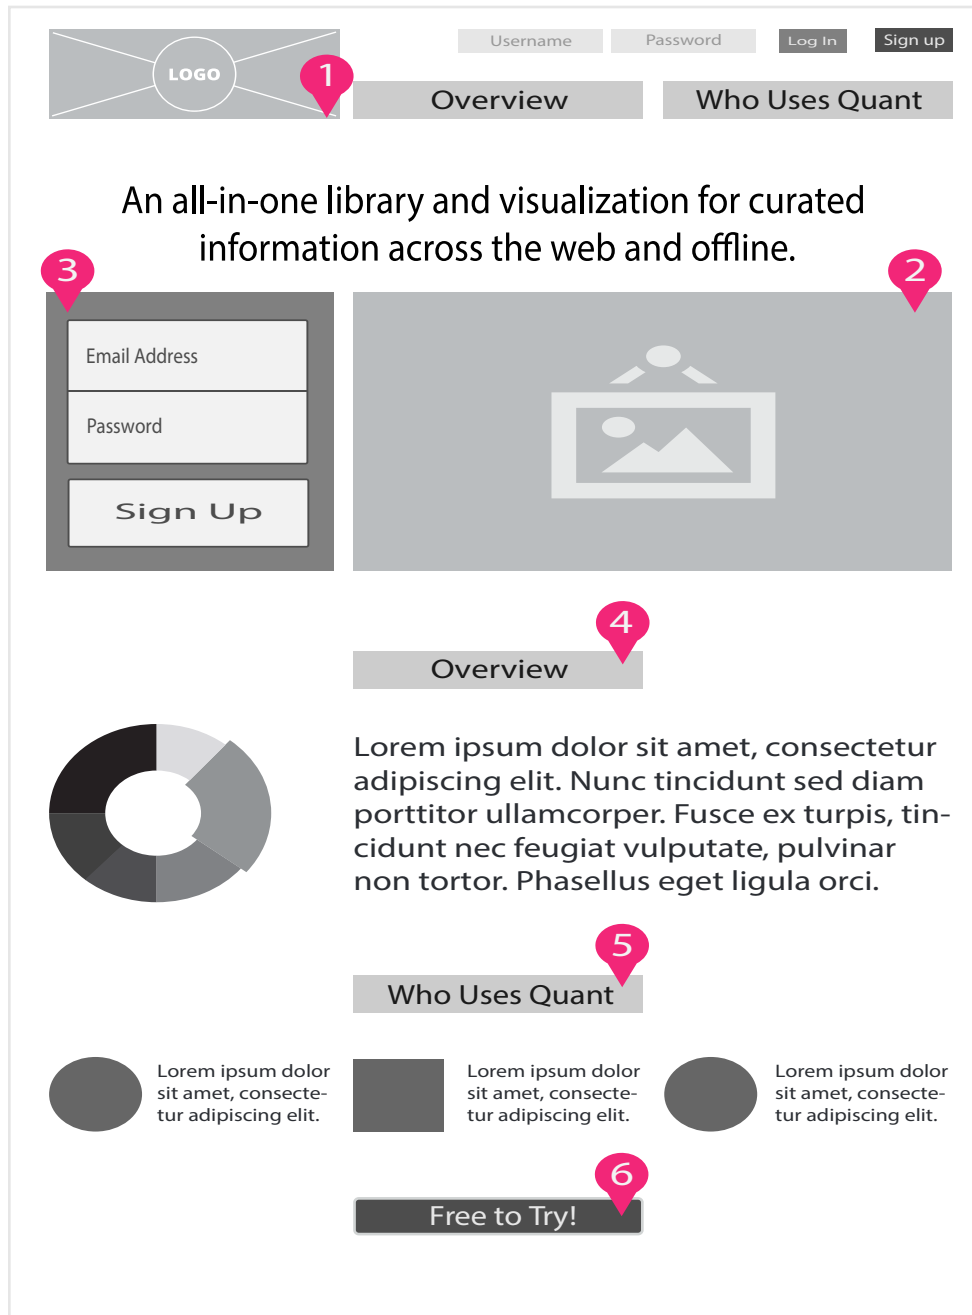 Username Password Log In Sign up
LOGO
1
Overview Who Uses Quant
An all-in-one library and visualization for curated
information across the web and offline.
3
2
Email Address
Password
Sign Up
4
Overview
Lorem ipsum dolor sit amet, consectetur
adipiscing elit. Nunc tincidunt sed diam
porttitor ullamcorper. Fusce ex turpis, tin-
cidunt nec feugiat vulputate, pulvinar
non tortor. Phasellus eget ligula orci.
5
Who Uses Quant
Lorem ipsum dolor
sit amet, consecte-
tur adipiscing elit.
Lorem ipsum dolor
sit amet, consecte-
tur adipiscing elit.
Lorem ipsum dolor
sit amet, consecte-
tur adipiscing elit.
6
Free to Try!